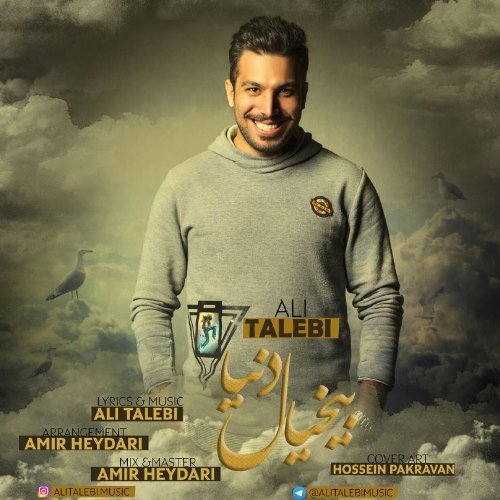 ALI
TALEBI
بیخیال دنیا
LYRICS & MUSIC
ALI TALEBI
ARRANGEMENT
AMIR HEYDARI
MIX & MASTER
AMIR HEYDARI
COVER ART
HOSSEIN PAKRAVAN
ALITALEBIMUSIC
@ALITALEBIMUSIC